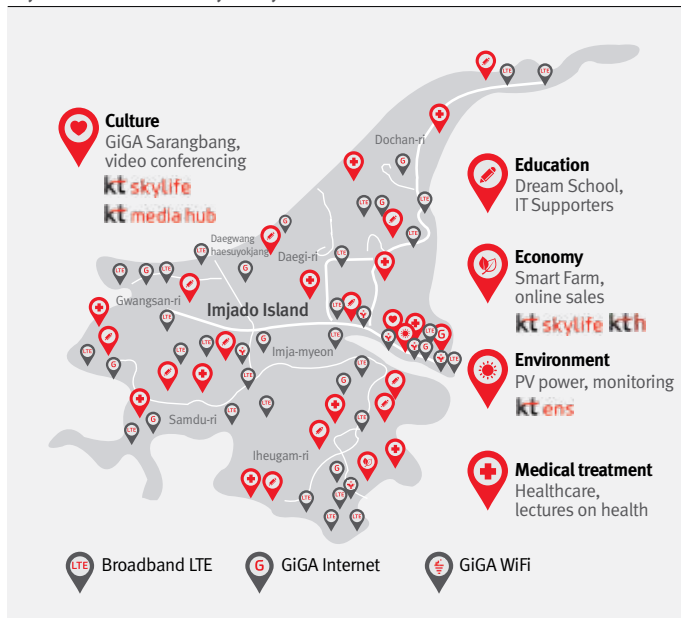 Culture
GiGA Sarangbang,
video conferencing
kt skylife
kt media hub
Education
Dream School,
IT Supporters
Economy
Smart Farm,
online sales
kt skylife kth
Environment
PV power, monitoring
kt ens
Medical treatment
Healthcare,
lectures on health
Dochan-ri
Daegwang
haesuyokjang
Daegi-ri
Gwangsan-ri
Imjado Island
Imja-myeon
Samdu-ri
Iheugam-ri
LTE Broadband LTE
G GiGA Internet
GiGA WiFi